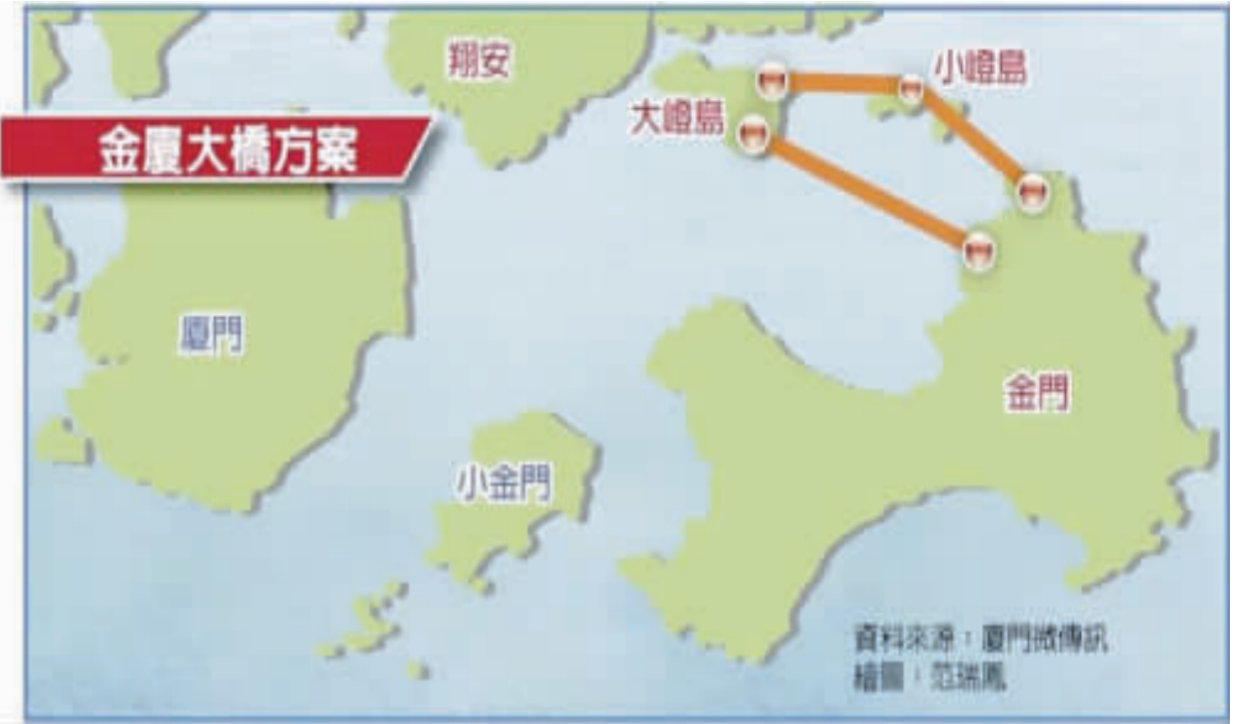 翔安
小嶝島
大嶝島
金廈大橋方案
廈門
金門
小金門
資料來源：廈門微傳訊
繪圖：范瑞鳳